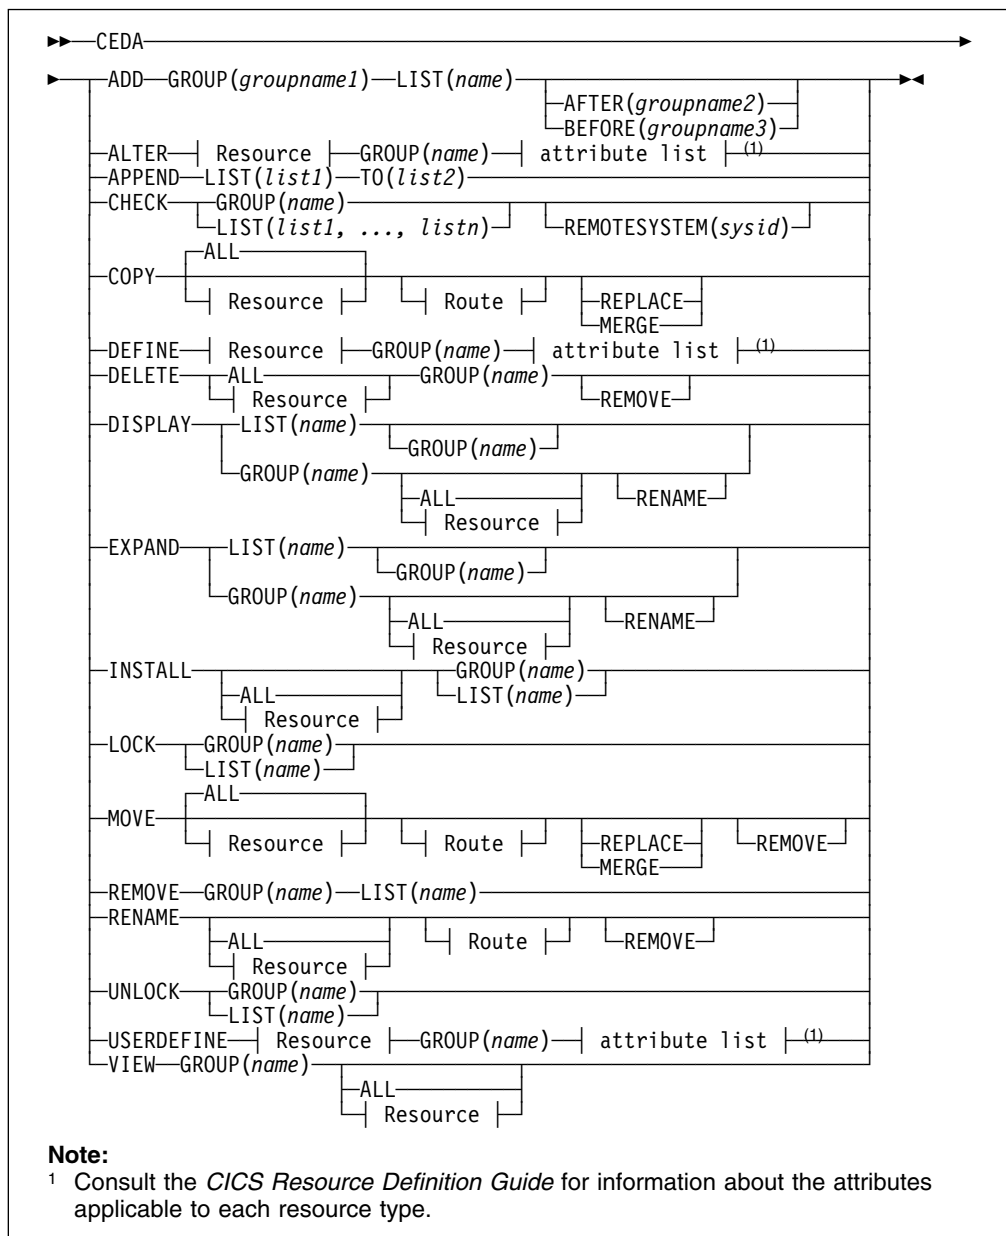 CEDA
ADD GROUP(groupname1) LIST(name)
AFTER(groupname2)
BEFORE(groupname3)
ALTER Resource GROUP(name) attribute list (1)
APPEND LIST(list1) TO(list2)
CHECK GROUP(name)
LIST(list1, ..., listn) REMOTESYSTEM(sysid)
ALL
COPY
Resource Route REPLACE
MERGE
DEFINE Resource GROUP(name) attribute list (1)
DELETE ALL GROUP(name)
Resource REMOVE
DISPLAY LIST(name)
GROUP(name)
GROUP(name)
ALL RENAME
Resource
EXPAND LIST(name)
GROUP(name)
GROUP(name)
ALL RENAME
Resource
INSTALL GROUP(name)
ALL LIST(name)
Resource
LOCK GROUP(name)
LIST(name)
ALL
MOVE
Resource Route REPLACE REMOVE
MERGE
REMOVE GROUP(name) LIST(name)
RENAME
ALL Route REMOVE
Resource
UNLOCK GROUP(name)
LIST(name)
USERDEFINE Resource GROUP(name) attribute list (1)
VIEW GROUP(name)
ALL
Resource
Note:
1 Consult the CICS Resource Definition Guide for information about the attributes
applicable to each resource type.